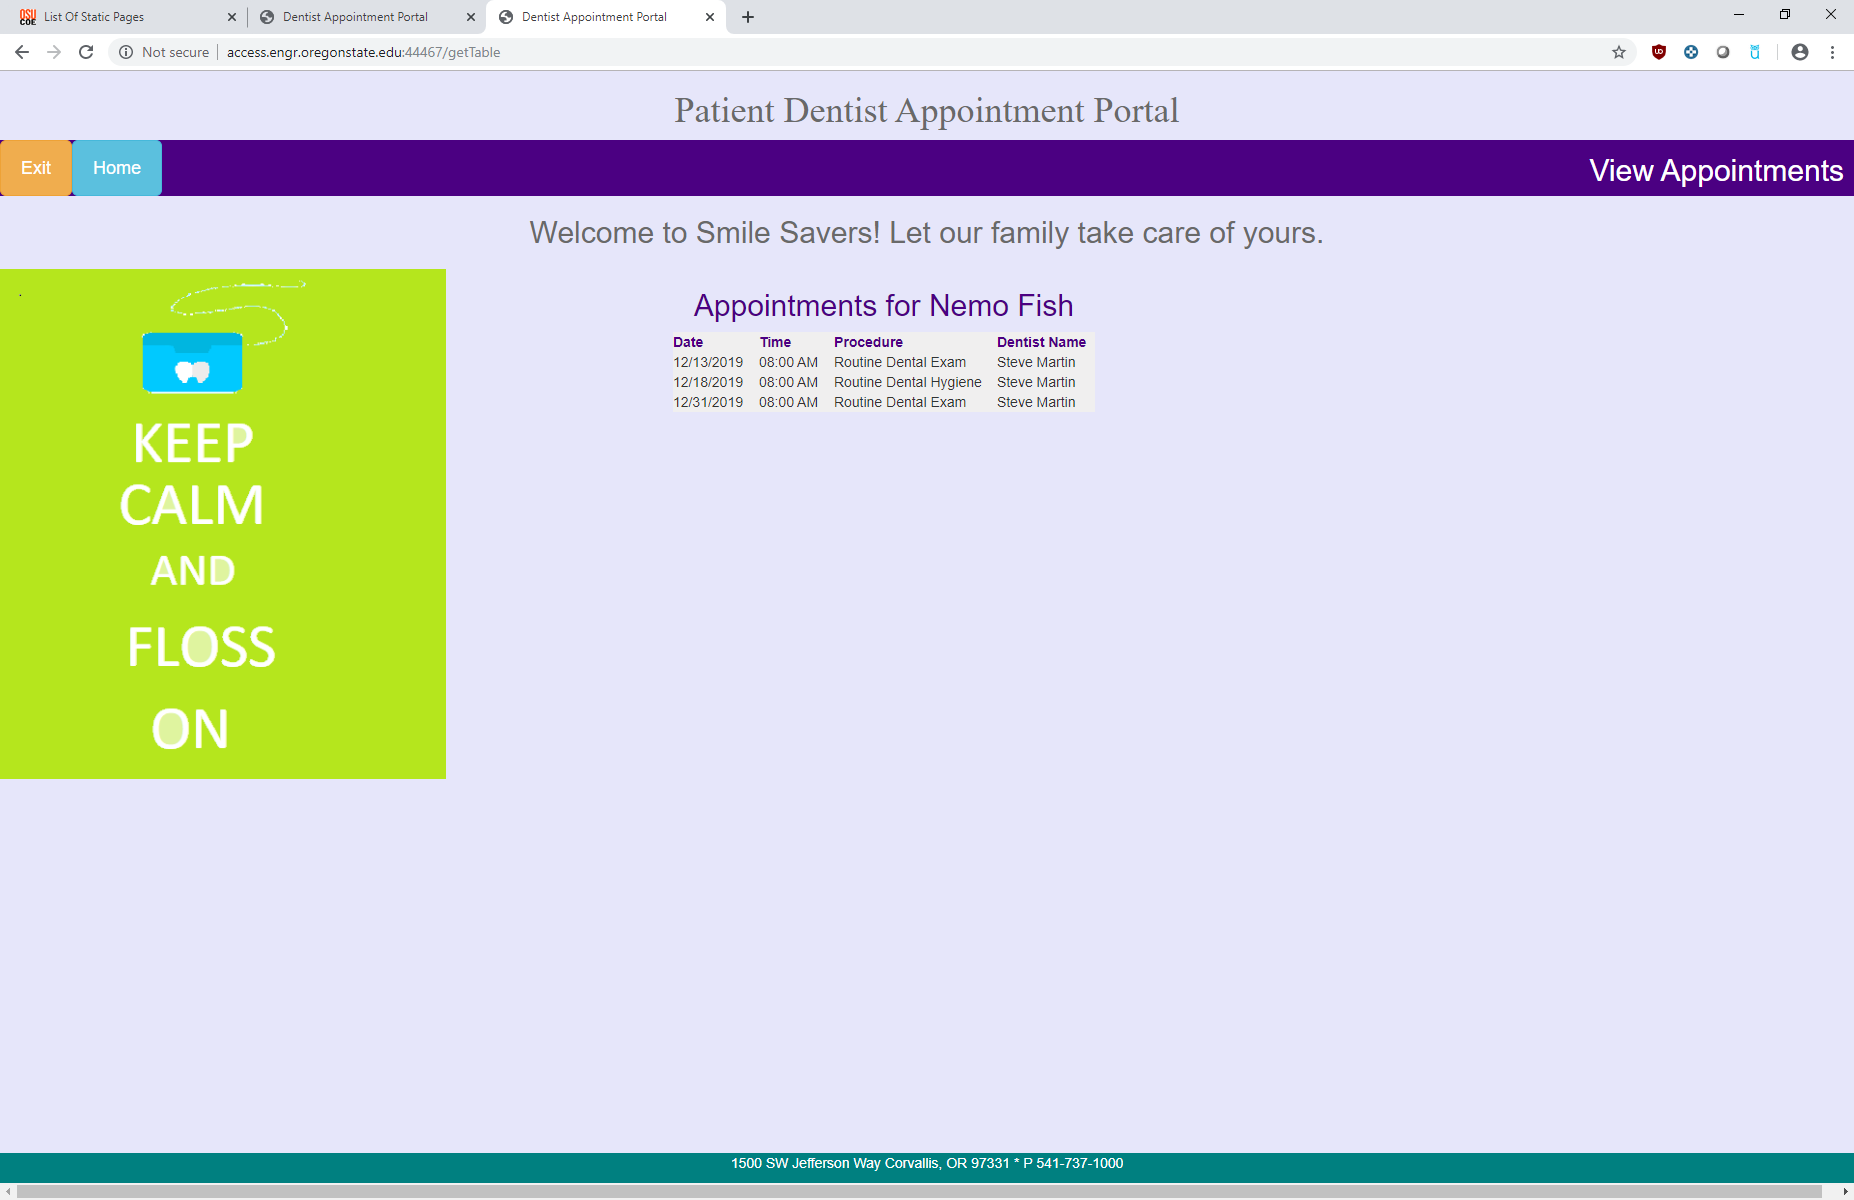 OSU COE List Of Static Pages
Dentist Appointment Portal
Dentist Appointment Portal
Not secure access.engr.oregonstate.edu:44467/getTable
Patient Dentist Appointment Portal
Exit Home View Appointments
Welcome to Smile Savers! Let our family take care of yours.
KEEP
CALM
AND
FLOSS
ON
Appointments for Nemo Fish
Date Time Procedure Dentist Name
12/13/2019 08:00 AM Routine Dental Exam Steve Martin
12/18/2019 08:00 AM Routine Dental Hygiene Steve Martin
12/31/2019 08:00 AM Routine Dental Exam Steve Martin
1500 SW Jefferson Way Corvallis, OR 97331 * P 541-737-1000